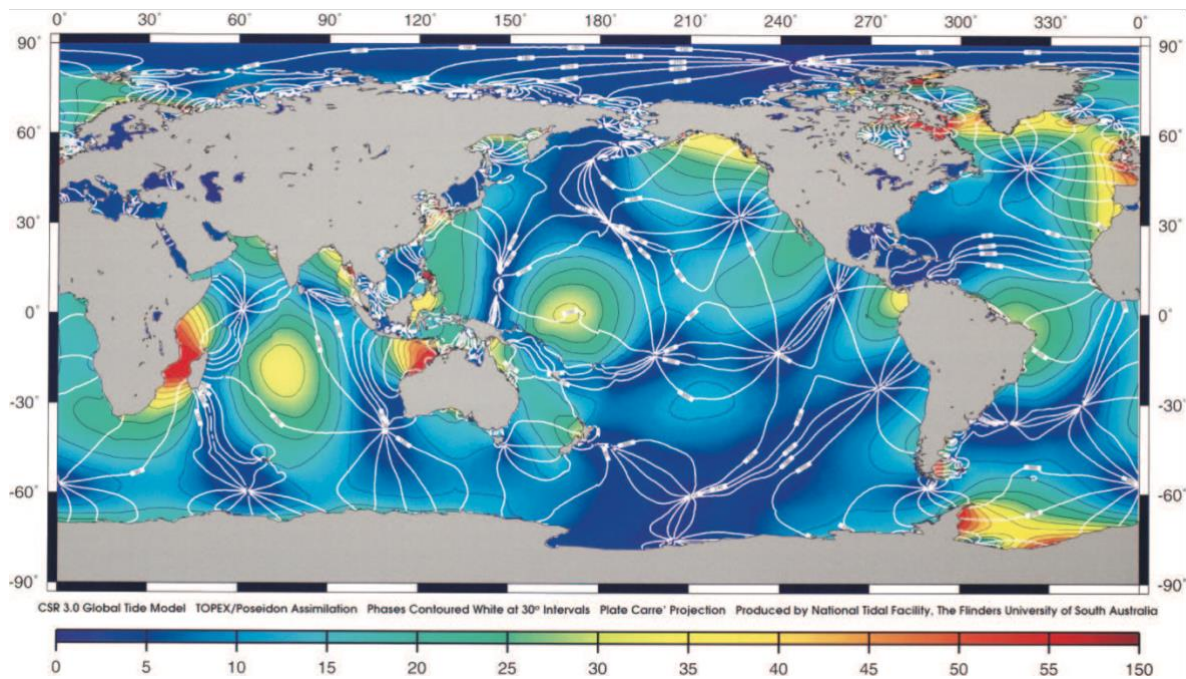 0° 30° 60° 90° 120° 150° 180° 210° 240° 270° 300° 330° 0°
90° 90°
60° 60°
30° 30°
0° 0°
-30° -30°
-60° -60°
-90° -90°
CSR 3.0 Global Tide Model TOPEX/Poseidon Assimilation Phases Contoured White at 30° Intervals Plate Carre' Projection Produced by National Tidal Facility, The Flinders University of South Australia
0 5 10 15 20 25 30 35 40 45 50 55 150